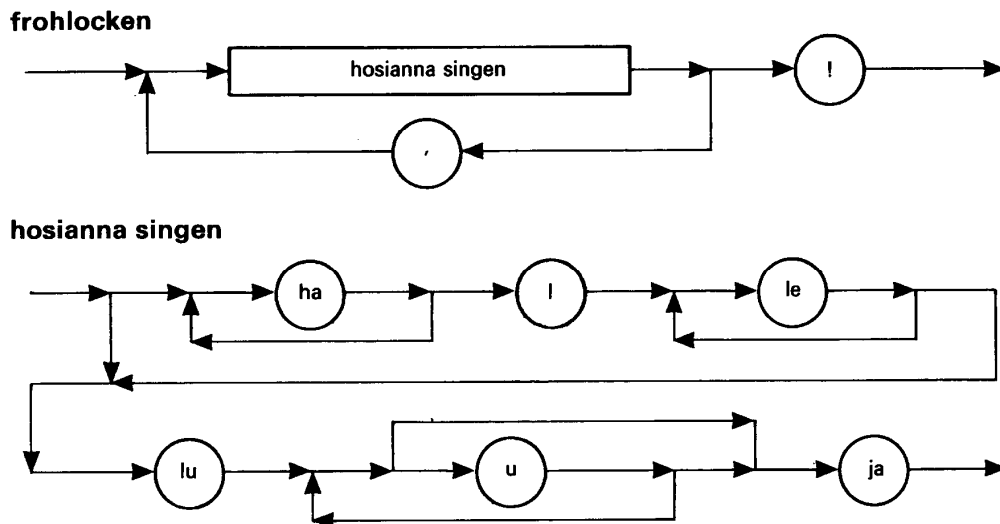 frohlocken
hosianna singen !
,
hosianna singen
ha l le
lu u ja